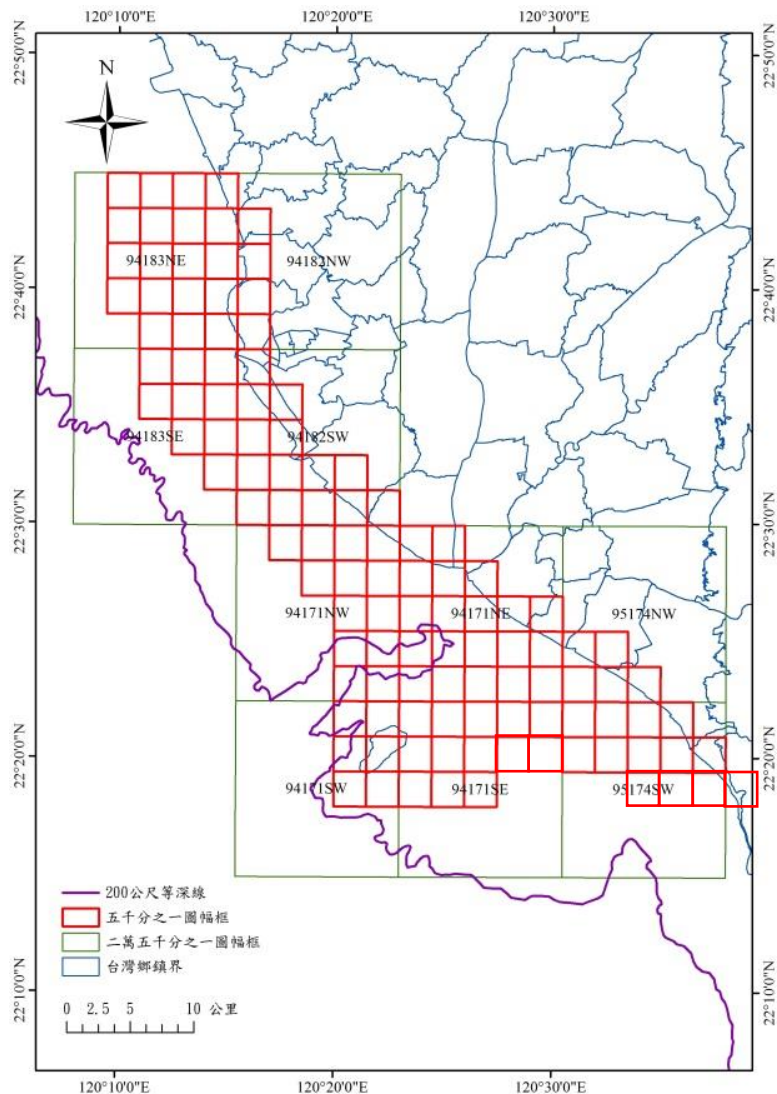 120°10'0"E 120°20'0"E 120°30'0"E
22°50'0"N 22°50'0"N
N
94183NE 94182NW
22°40'0"N 22°40'0"N
94183SE 94182SW
22°30'0"N 22°30'0"N
94171NW 94171NE 95174NW
22°20'0"N 22°20'0"N
94171SW 94171SE 95174SW
200公尺等深線
五千分之一圖幅框
二萬五千分之一圖幅框
台灣鄉鎮界
22°10'0"N 22°10'0"N
0 2.5 5 10 公里
120°10'0"E 120°20'0"E 120°30'0"E